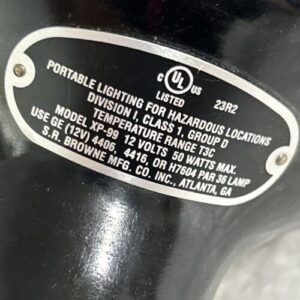 C UL US
LISTED 23R2
PORTABLE LIGHTING FOR HAZARDOUS LOCATIONS
DIVISION I, CLASS 1, GROUP D
TEMPERATURE RANGE T3C
MODEL XP-99 12 VOLTS 50 WATTS MAX.
USE GE (12V) 4406, 4416, OR H7604 PAR 36 LAMP
S.R. BROWNE MFG. CO. INC., ATLANTA, GA